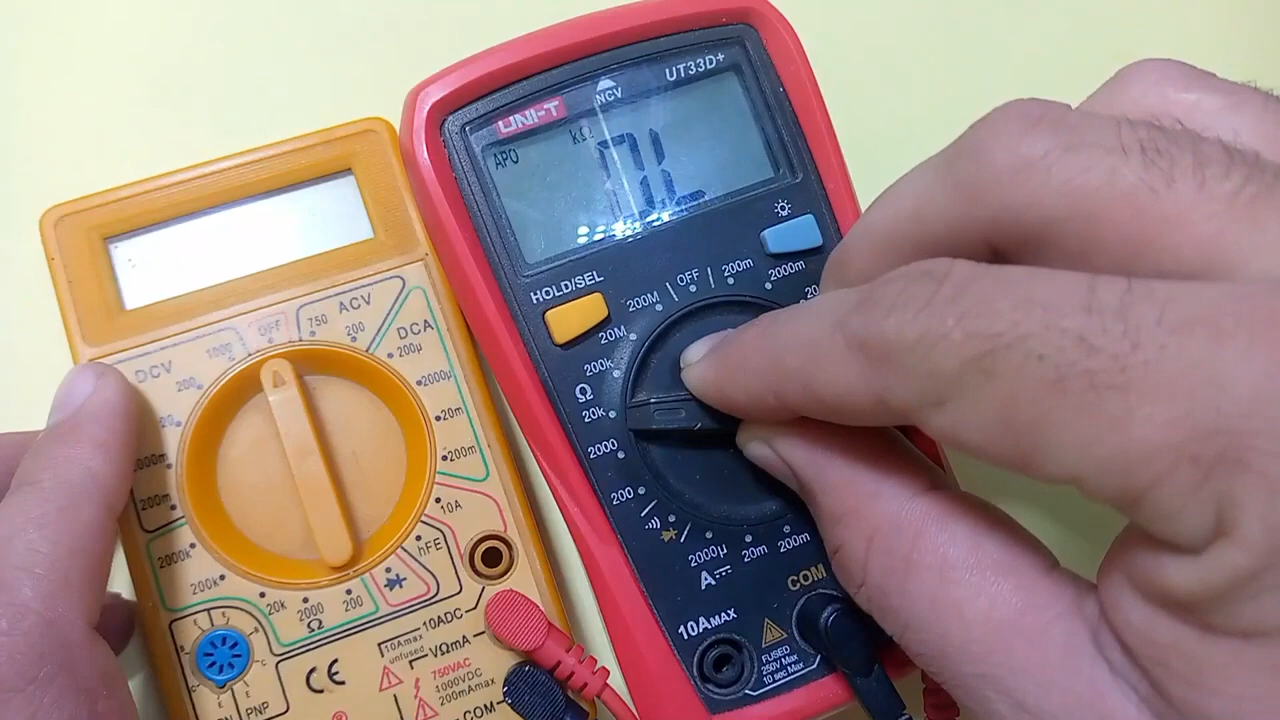 UNI-T
NCV
UT33D+
APO
kΩ
0L
HOLD/SEL
200M
OFF
200m
2000m
20
20M
200k
Ω
20k
2000
200
2000µ
20m
200m
A
COM
10AMAX
FUSED
250V Max
10 sec Max
DCV
1000
OFF
750
ACV
200
DCA
200µ
2000µ
20m
200m
10A
hFE
200
20
200m
2000k
200k
20k
2000
200
Ω
10Amax
unfused
10ADC
VΩmA
750VAC
1000VDC
200mAmax
COM
CE
PNP
E
C
B